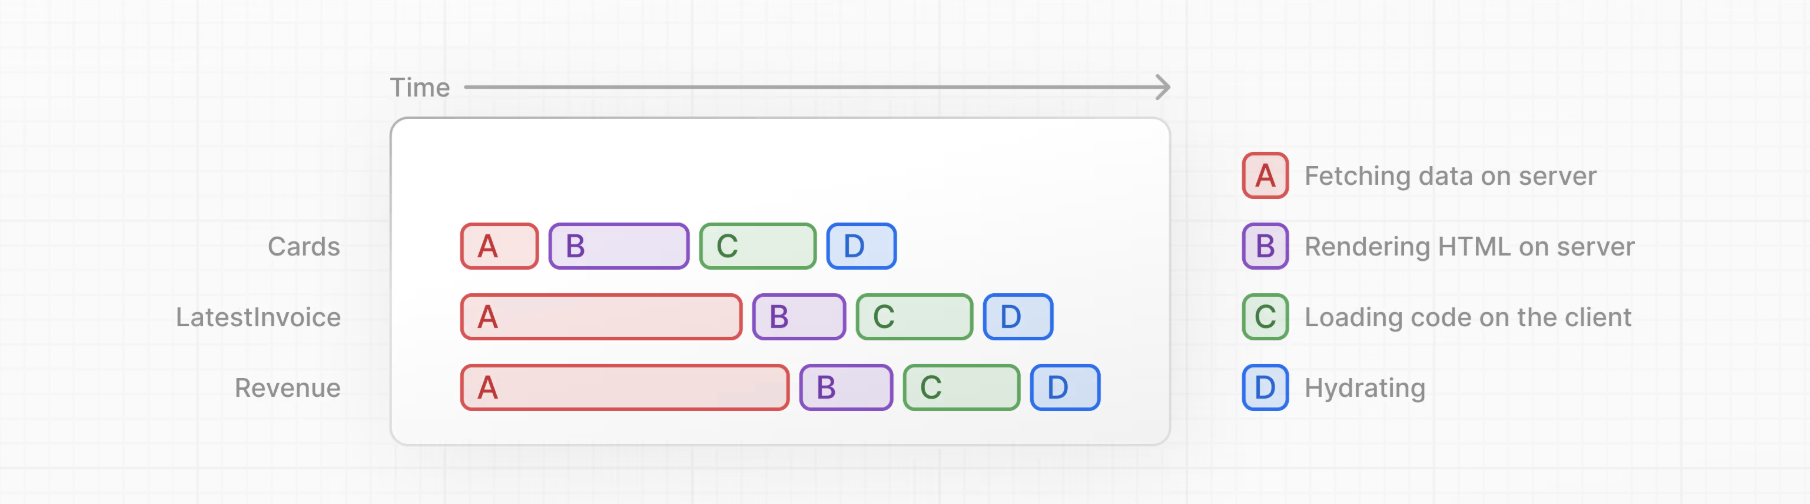 Time
A Fetching data on server
Cards A B C D
B Rendering HTML on server
LatestInvoice A B C D
C Loading code on the client
Revenue A B C D
D Hydrating